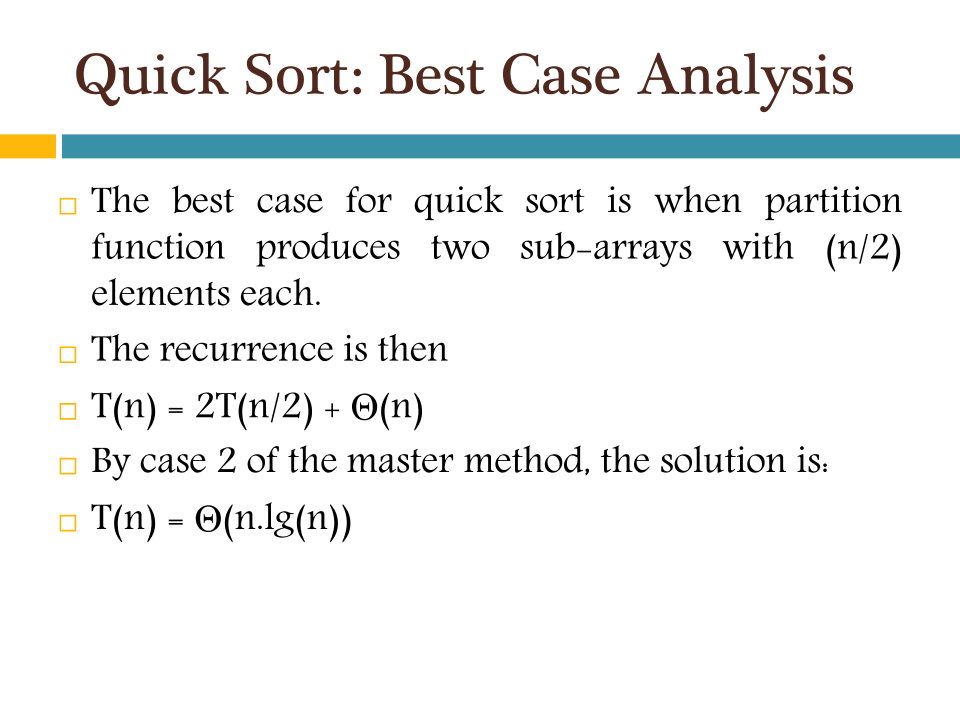 Quick Sort: Best Case Analysis
The best case for quick sort is when partition
function produces two sub-arrays with (n/2)
elements each.
The recurrence is then
T(n) = 2T(n/2) + Θ(n)
By case 2 of the master method, the solution is:
T(n) = Θ(n.lg(n))